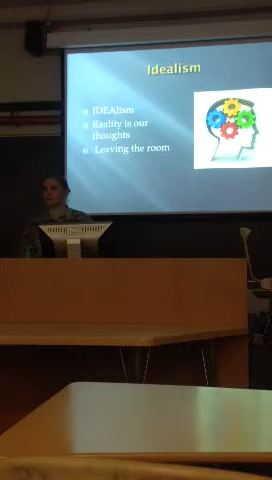 Idealism
IDEAlism
Reality is our
thoughts
Leaving the room